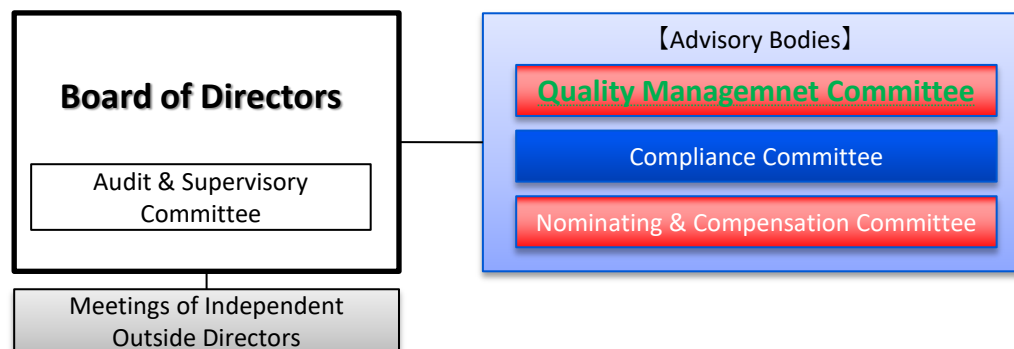 Board of Directors
Audit & Supervisory
Committee
Meetings of Independent
Outside Directors
【Advisory Bodies】
Quality Managemnet Committee
Compliance Committee
Nominating & Compensation Committee